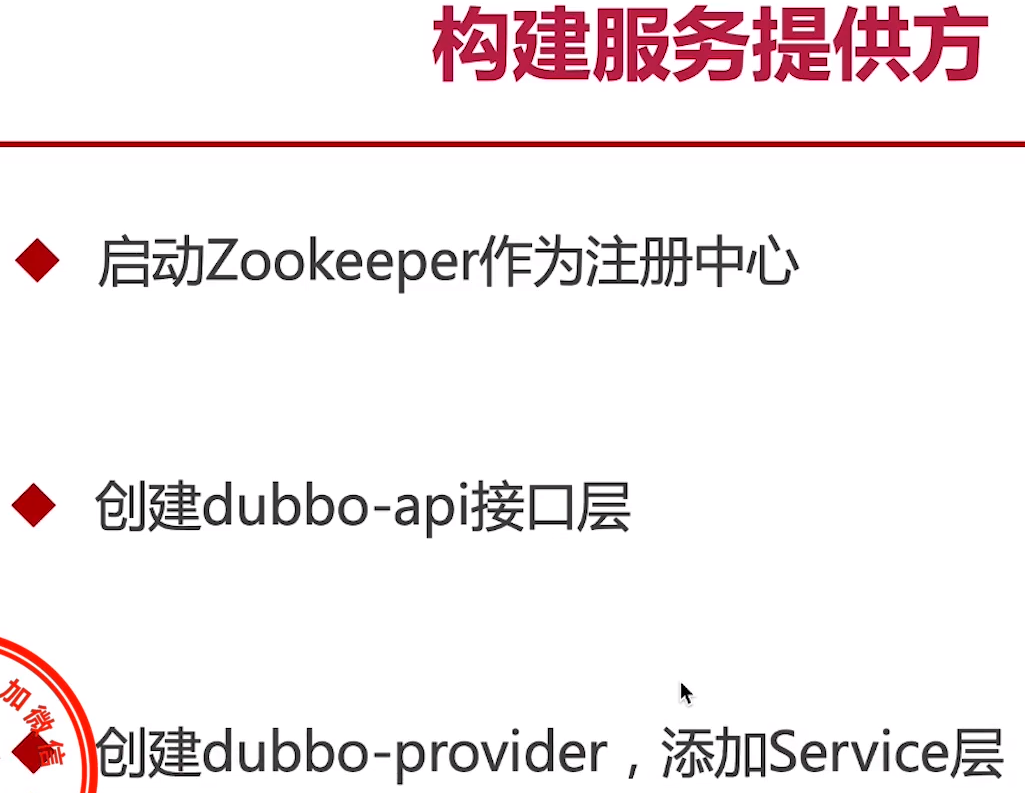 构建服务提供方
启动Zookeeper作为注册中心
创建dubbo-api接口层
加微信
创建dubbo-provider，添加Service层